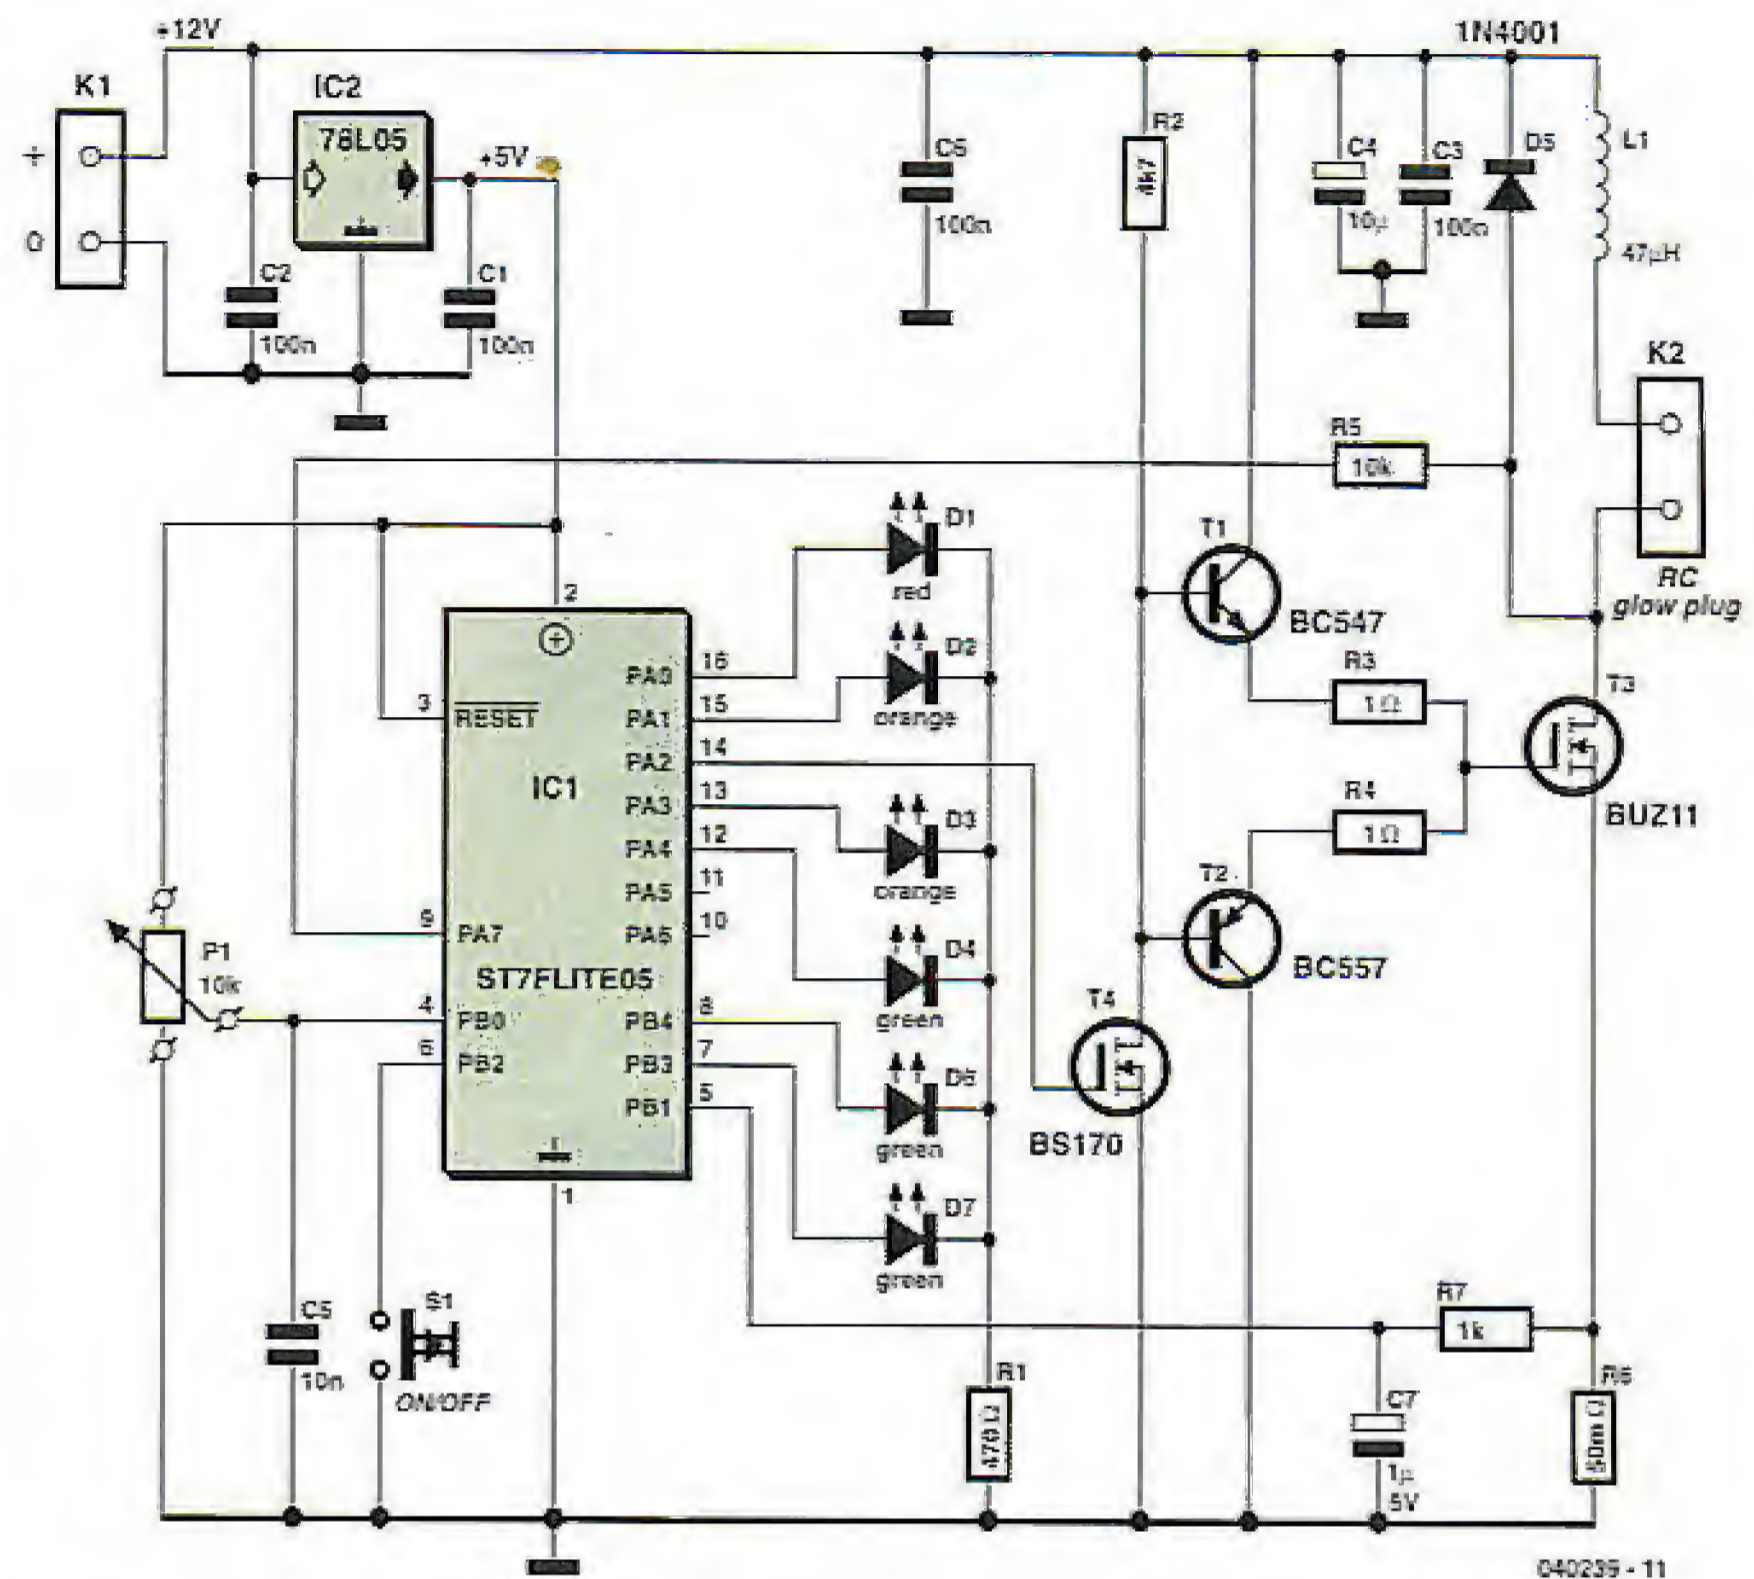 +12V
1N4001
K1
IC2
78L05
+5V
+
0
C2
100n
C1
100n
C6
100n
R2
4k7
C4
10µ
C3
100n
D5
L1
47µH
K2
R5
10k
RC
glow plug
D1
red
D2
orange
D3
orange
D4
green
D6
green
D7
green
T1
BC547
R3
1Ω
R4
1Ω
T3
BUZ11
T2
BC557
T4
BS170
2
3
RESET
IC1
ST7FLITE05
PA0
16
PA1
15
PA2
14
PA3
13
PA4
12
PA5
11
PA6
10
9
PA7
4
PB0
6
PB2
PB4
8
PB3
7
PB1
5
1
P1
10k
C5
10n
S1
ON/OFF
R1
470Ω
R7
1k
C7
1µ
R6
040239 - 11